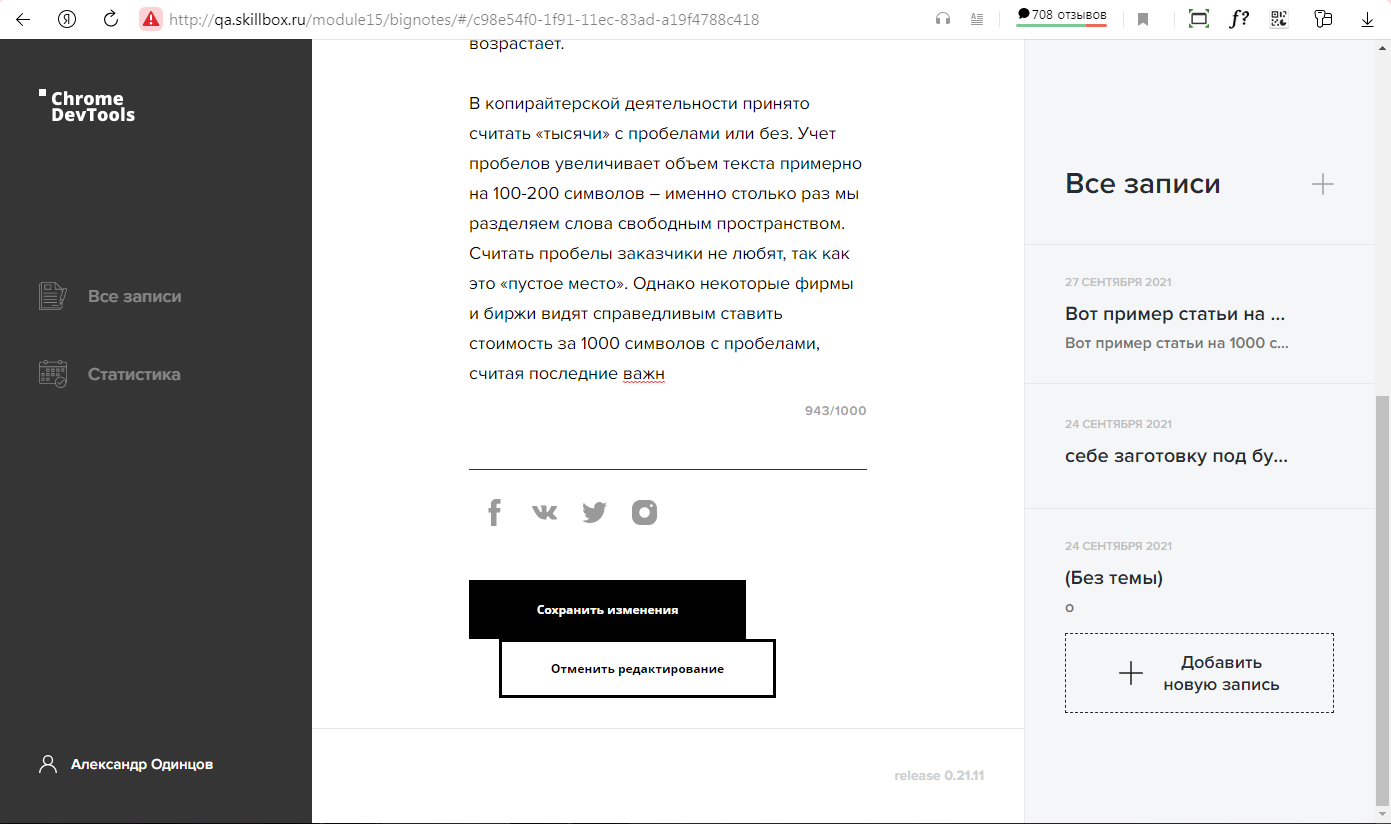 http://qa.skillbox.ru/module15/bignotes/#/c98e54f0-1f91-11ec-83ad-a19f4788c418
708 отзывов
f?
Chrome
DevTools
Все записи
Статистика
Александр Одинцов
возрастает.
В копирайтерской деятельности принято
считать «тысячи» с пробелами или без. Учет
пробелов увеличивает объем текста примерно
на 100-200 символов – именно столько раз мы
разделяем слова свободным пространством.
Считать пробелы заказчики не любят, так как
это «пустое место». Однако некоторые фирмы
и биржи видят справедливым ставить
стоимость за 1000 символов с пробелами,
считая последние важн
943/1000
Сохранить изменения
Отменить редактирование
release 0.21.11
Все записи
27 СЕНТЯБРЯ 2021
Вот пример статьи на ...
Вот пример статьи на 1000 с...
24 СЕНТЯБРЯ 2021
себе заготовку под бу...
24 СЕНТЯБРЯ 2021
(Без темы)
о
Добавить
новую запись